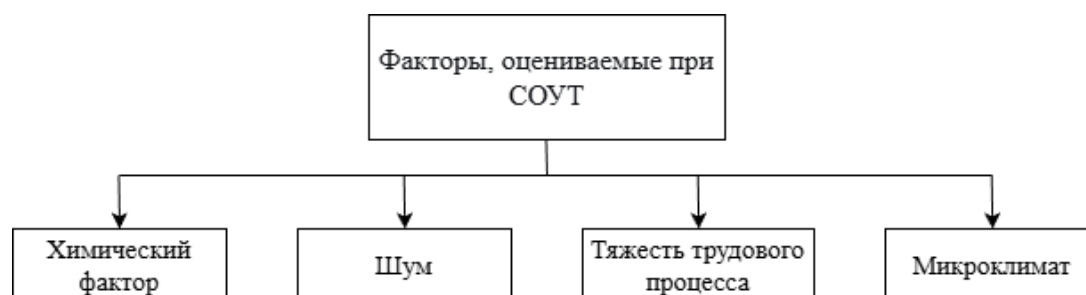 Факторы, оцениваемые при
СОУТ
Химический
фактор
Шум
Тяжесть трудового
процесса
Микроклимат